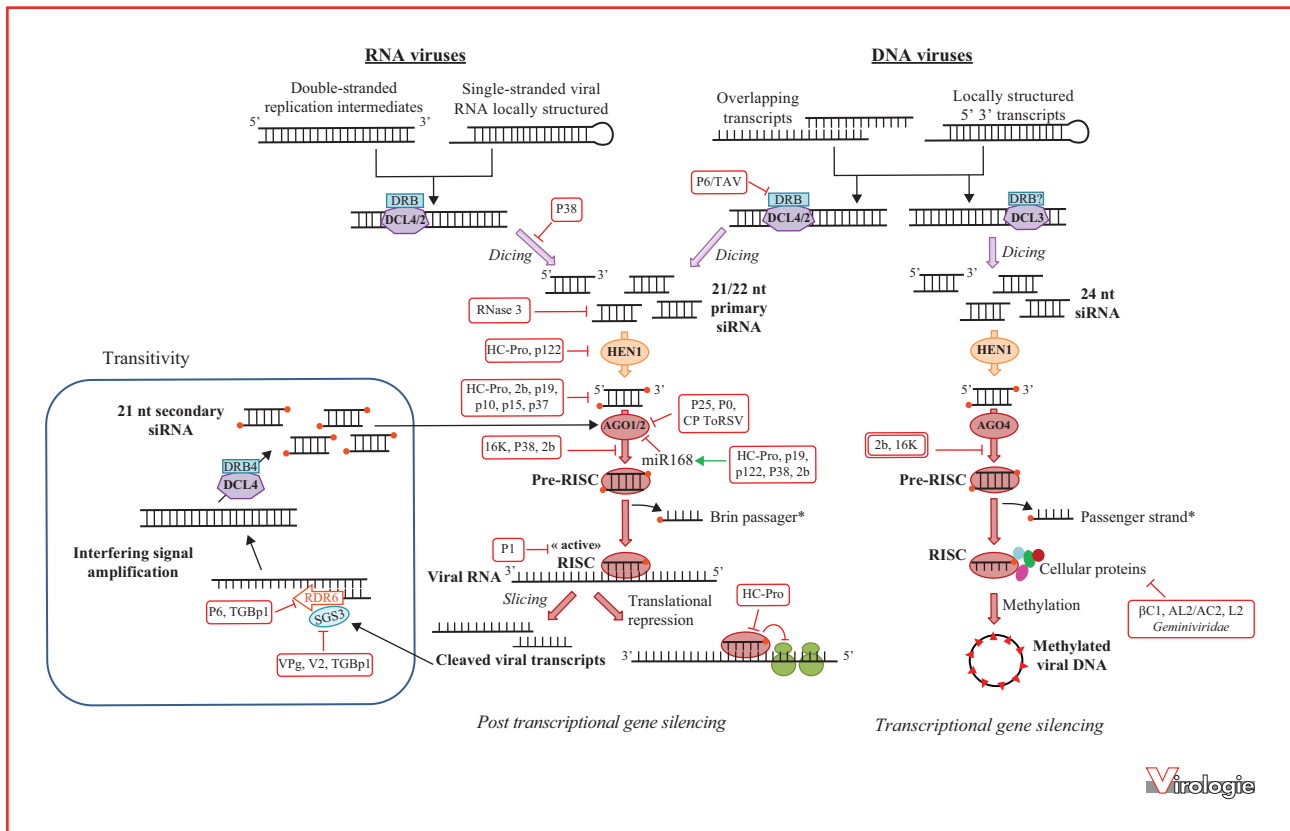 RNA viruses
DNA viruses
Double-stranded
replication intermediates
5’
3’
Single-stranded viral
RNA locally structured
Overlapping
transcripts
Locally structured
5’ 3’ transcripts
DRB
DCL4/2
P38
Dicing
P6/TAV
DRB
DCL4/2
Dicing
DRB?
DCL3
Dicing
5’
3’
21/22 nt
primary
siRNA
RNase 3
24 nt
siRNA
HC-Pro, p122
HEN1
HEN1
HC-Pro, 2b, p19,
p10, p15, p37
5’
3’
5’
3’
AGO1/2
P25, P0,
CP ToRSV
AGO4
16K, P38, 2b
miR168
HC-Pro, p19,
p122, P38, 2b
2b, 16K
Pre-RISC
Pre-RISC
Brin passager*
Passenger strand*
P1
« active»
RISC
RISC
Cellular proteins
Viral RNA
3’
5’
Slicing
Translational
repression
HC-Pro
Methylation
βC1, AL2/AC2, L2
Geminiviridae
Cleaved viral transcripts
3’
5’
Methylated
viral DNA
Transitivity
21 nt secondary
siRNA
DRB4
DCL4
Interfering signal
amplification
P6, TGBp1
RDR6
SGS3
VPg, V2, TGBp1
Post transcriptional gene silencing
Transcriptional gene silencing
Virologie